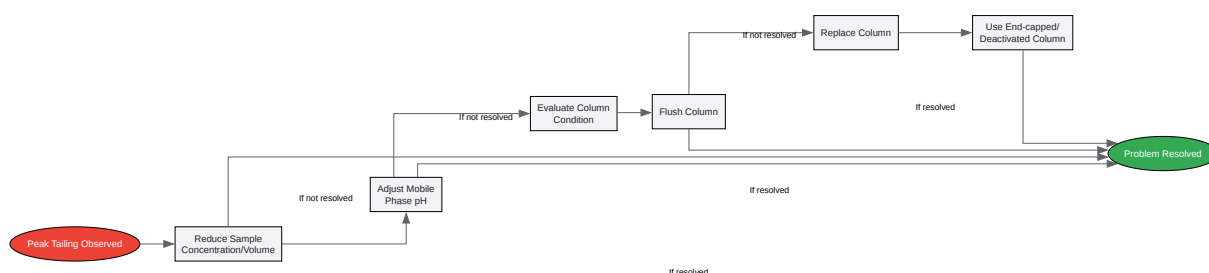 Use End-capped/
Deactivated Column
If not resolved
Replace Column
Evaluate Column
Condition
If resolved
If not resolved
Flush Column
Problem Resolved
Adjust Mobile
Phase pH
If not resolved
If resolved
Peak Tailing Observed
Reduce Sample
Concentration/Volume
If resolved